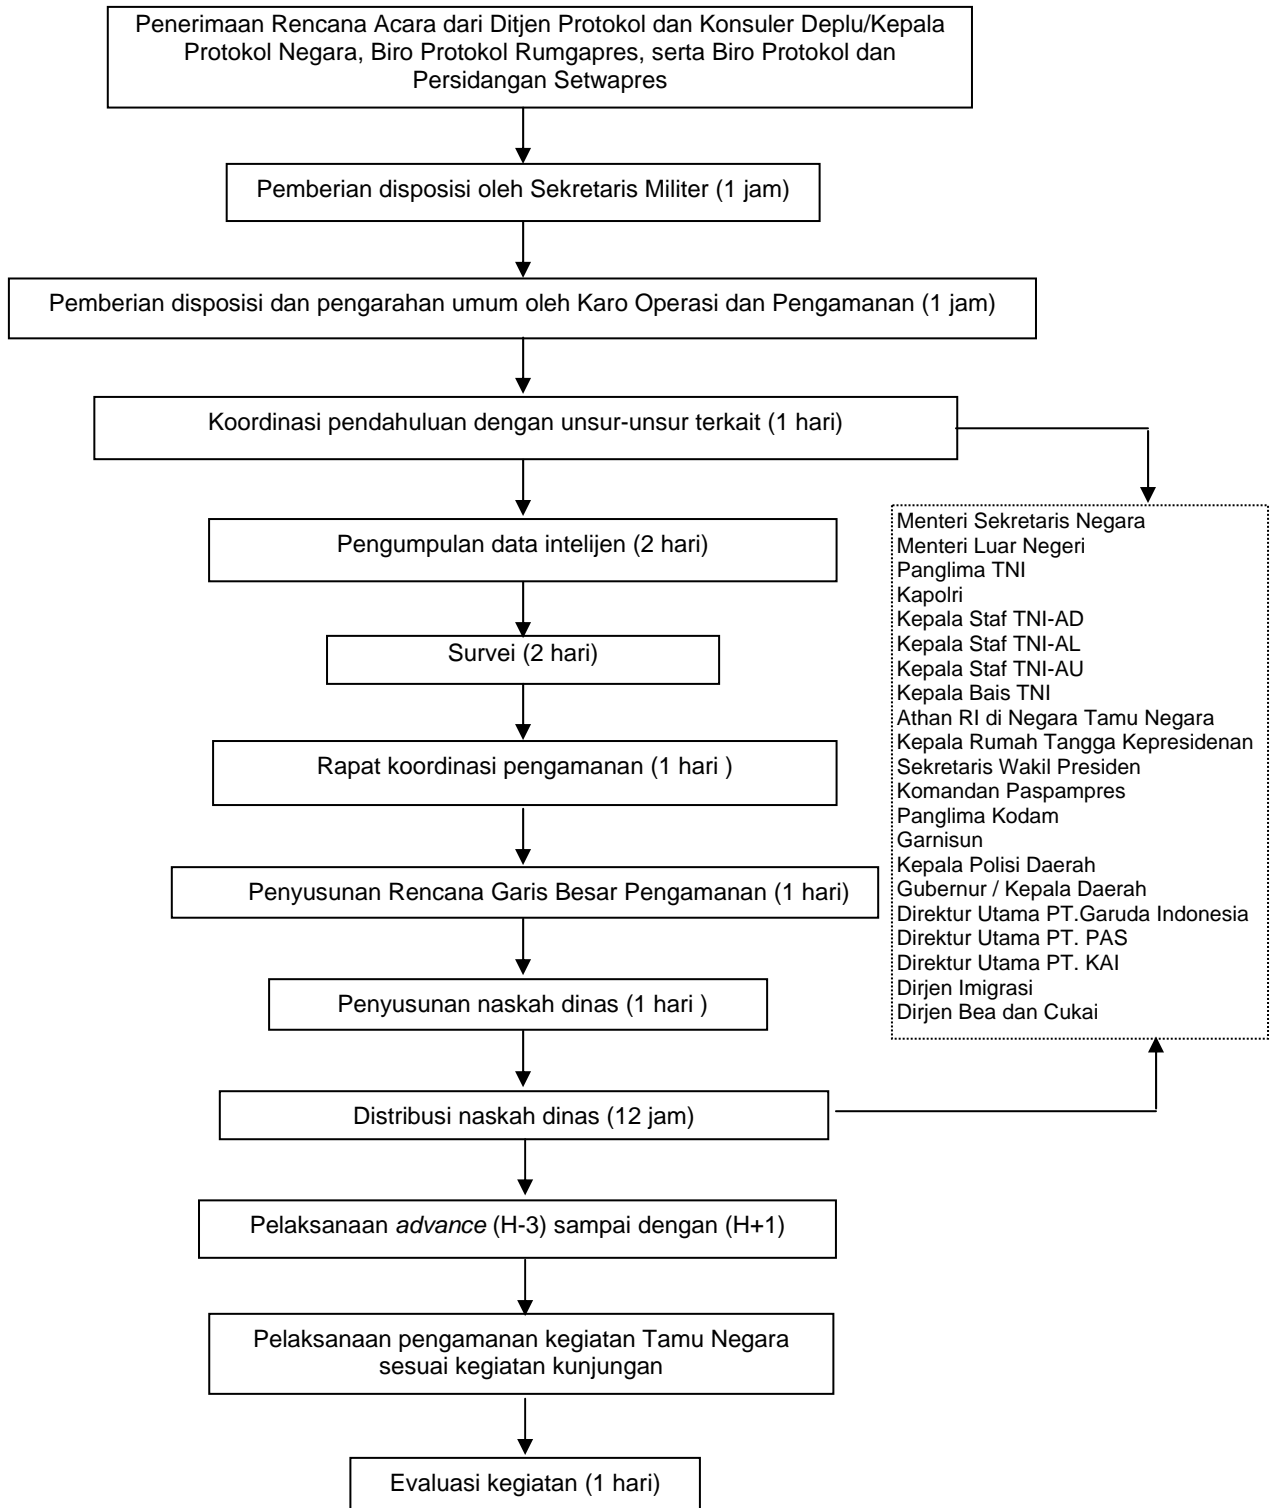 Penerimaan Rencana Acara dari Ditjen Protokol dan Konsuler Deplu/Kepala
Protokol Negara, Biro Protokol Rumgapres, serta Biro Protokol dan
Persidangan Setwapres
Pemberian disposisi oleh Sekretaris Militer (1 jam)
Pemberian disposisi dan pengarahan umum oleh Karo Operasi dan Pengamanan (1 jam)
Koordinasi pendahuluan dengan unsur-unsur terkait (1 hari)
Pengumpulan data intelijen (2 hari)
Survei (2 hari)
Rapat koordinasi pengamanan (1 hari )
Penyusunan Rencana Garis Besar Pengamanan (1 hari)
Penyusunan naskah dinas (1 hari )
Distribusi naskah dinas (12 jam)
Menteri Sekretaris Negara
Menteri Luar Negeri
Panglima TNI
Kapolri
Kepala Staf TNI-AD
Kepala Staf TNI-AL
Kepala Staf TNI-AU
Kepala Bais TNI
Athan RI di Negara Tamu Negara
Kepala Rumah Tangga Kepresidenan
Sekretaris Wakil Presiden
Komandan Paspampres
Panglima Kodam
Garnisun
Kepala Polisi Daerah
Gubernur / Kepala Daerah
Direktur Utama PT.Garuda Indonesia
Direktur Utama PT. PAS
Direktur Utama PT. KAI
Dirjen Imigrasi
Dirjen Bea dan Cukai
Pelaksanaan advance (H-3) sampai dengan (H+1)
Pelaksanaan pengamanan kegiatan Tamu Negara
sesuai kegiatan kunjungan
Evaluasi kegiatan (1 hari)